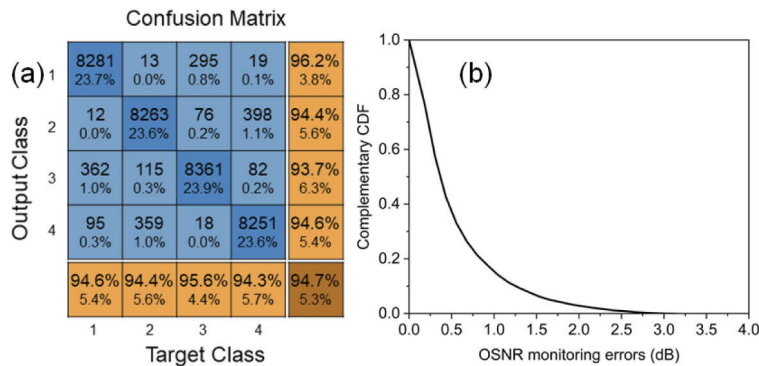 Confusion Matrix
(a)
Output Class
1
8281 13 295 19 96.2%
23.7% 0.0% 0.8% 0.1% 3.8%
2
12 8263 76 398 94.4%
0.0% 23.6% 0.2% 1.1% 5.6%
3
362 115 8361 82 93.7%
1.0% 0.3% 23.9% 0.2% 6.3%
4
95 359 18 8251 94.6%
0.3% 1.0% 0.0% 23.6% 5.4%
94.6% 94.4% 95.6% 94.3% 94.7%
5.4% 5.6% 4.4% 5.7% 5.3%
1 2 3 4
Target Class
(b)
Complementary CDF
1.0
0.8
0.6
0.4
0.2
0.0
0.0 0.5 1.0 1.5 2.0 2.5 3.0 3.5 4.0
OSNR monitoring errors (dB)